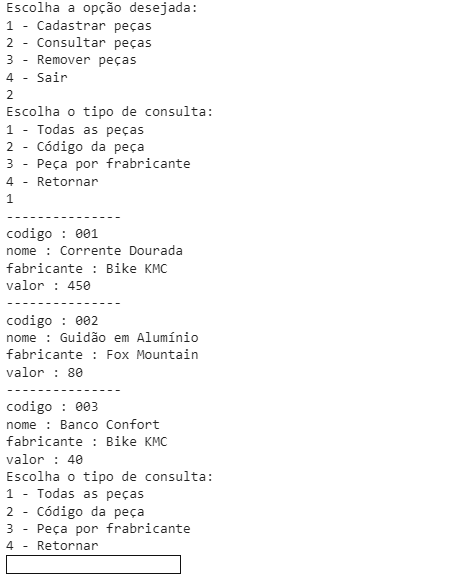 Escolha a opção desejada:
1 - Cadastrar peças
2 - Consultar peças
3 - Remover peças
4 - Sair
2
Escolha o tipo de consulta:
1 - Todas as peças
2 - Código da peça
3 - Peça por frabricante
4 - Retornar
1
---------------
codigo : 001
nome : Corrente Dourada
fabricante : Bike KMC
valor : 450
---------------
codigo : 002
nome : Guidão em Alumínio
fabricante : Fox Mountain
valor : 80
---------------
codigo : 003
nome : Banco Confort
fabricante : Bike KMC
valor : 40
Escolha o tipo de consulta:
1 - Todas as peças
2 - Código da peça
3 - Peça por frabricante
4 - Retornar